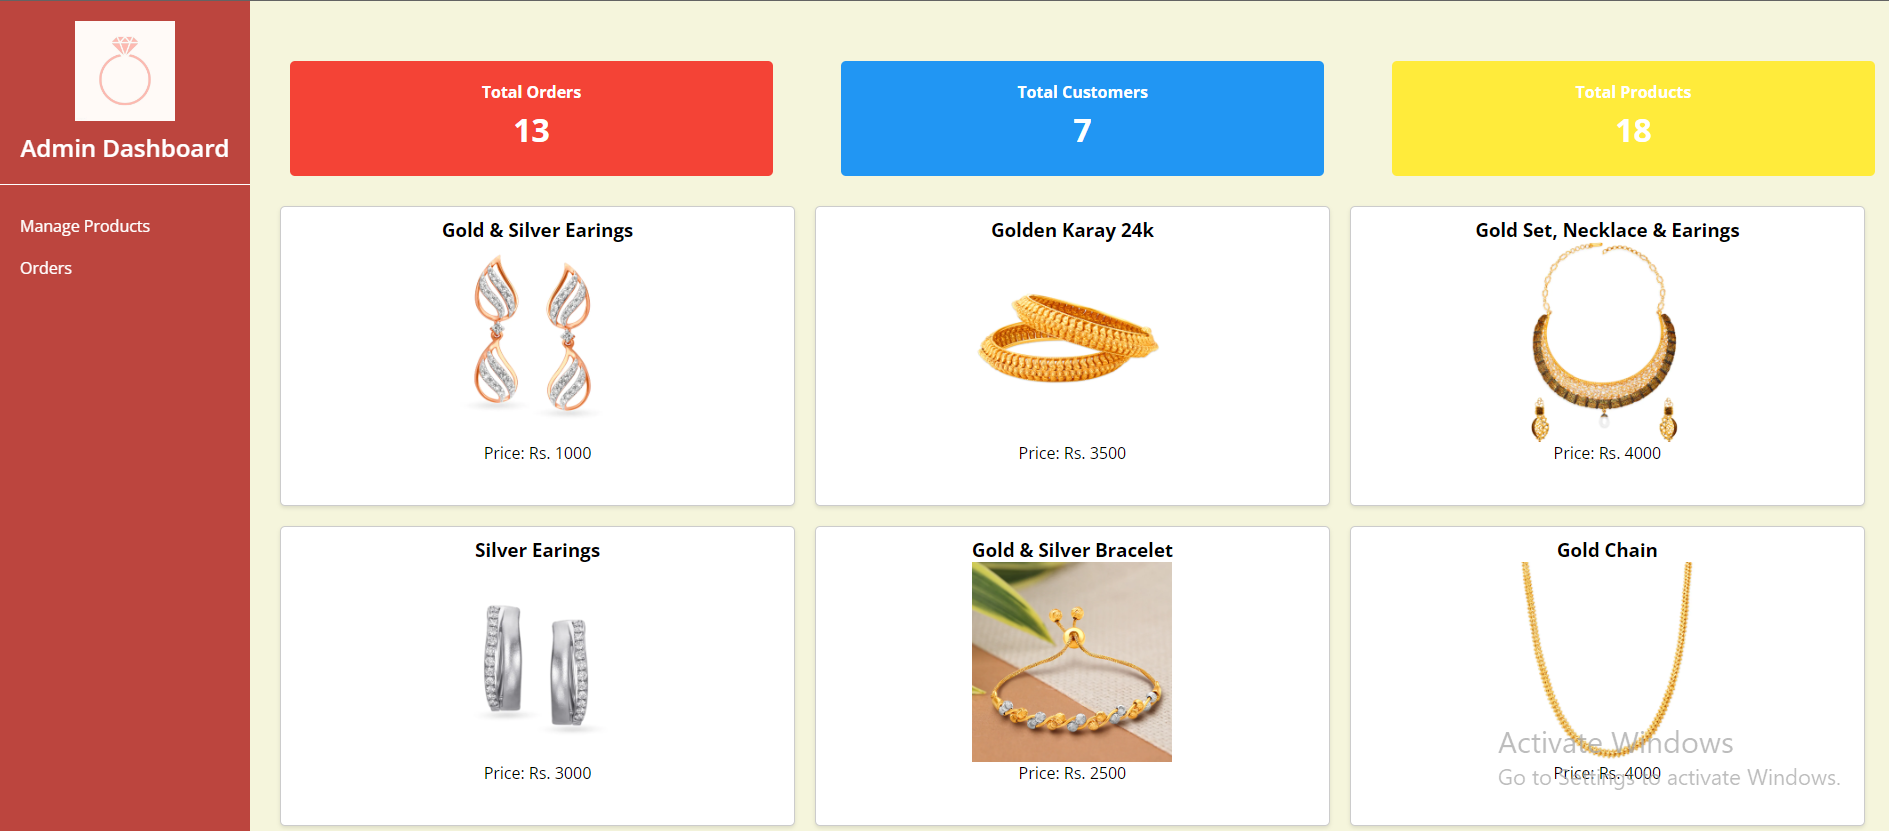 Admin Dashboard
Manage Products
Orders
Total Orders
13
Total Customers
7
Total Products
18
Gold & Silver Earings
Price: Rs. 1000
Golden Karay 24k
Price: Rs. 3500
Gold Set, Necklace & Earings
Price: Rs. 4000
Silver Earings
Price: Rs. 3000
Gold & Silver Bracelet
Price: Rs. 2500
Gold Chain
Price: Rs. 4000
Activate Windows
Go to Settings to activate Windows.